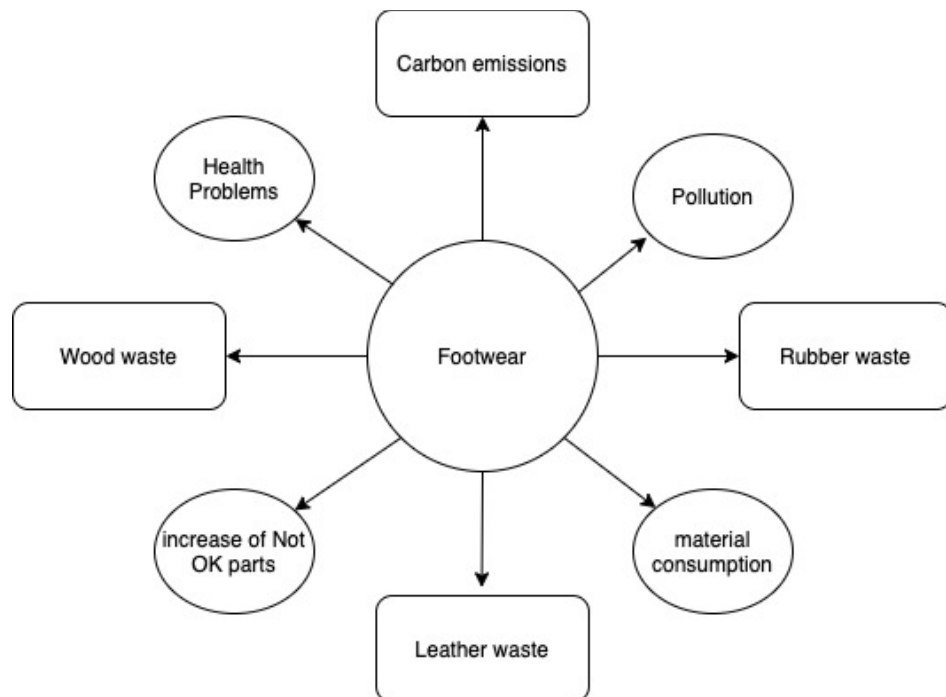 Carbon emissions
Health
Problems
Pollution
Wood waste
Footwear
Rubber waste
increase of Not
OK parts
material
consumption
Leather waste